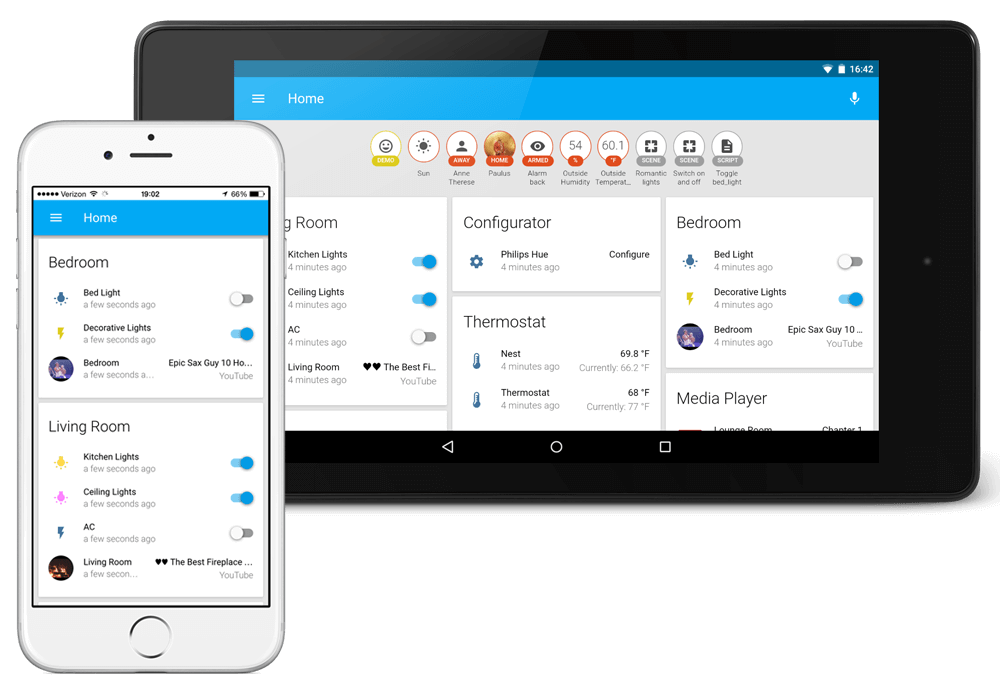 16:42
Home
DEMO
AWAY
HOME
ARMED
54
%
60.1
°F
SCENE
SCENE
SCRIPT
Sun
Anne
Therese
Paulus
Alarm
back
Outside
Humidity
Outside
Temperat...
Romantic
lights
Switch on
and off
Toggle
bed_light
g Room
Kitchen Lights
4 minutes ago
Ceiling Lights
4 minutes ago
AC
4 minutes ago
Living Room ♥♥ The Best Fi...
4 minutes ago YouTube
Configurator
Philips Hue Configure
4 minutes ago
Thermostat
Nest 69.8 °F
4 minutes ago Currently: 66.2 °F
Thermostat 68 °F
4 minutes ago Currently: 77 °F
Bedroom
Bed Light
4 minutes ago
Decorative Lights
4 minutes ago
Bedroom Epic Sax Guy 10 ...
4 minutes ago YouTube
Media Player
Lounge Room Chapter 1
Verizon 19:02 66%
Home
Bedroom
Bed Light
a few seconds ago
Decorative Lights
a few seconds ago
Bedroom Epic Sax Guy 10 Ho...
a few seconds a... YouTube
Living Room
Kitchen Lights
a few seconds ago
Ceiling Lights
a few seconds ago
AC
a few seconds ago
Living Room ♥♥ The Best Fireplace ...
a few secon... YouTube